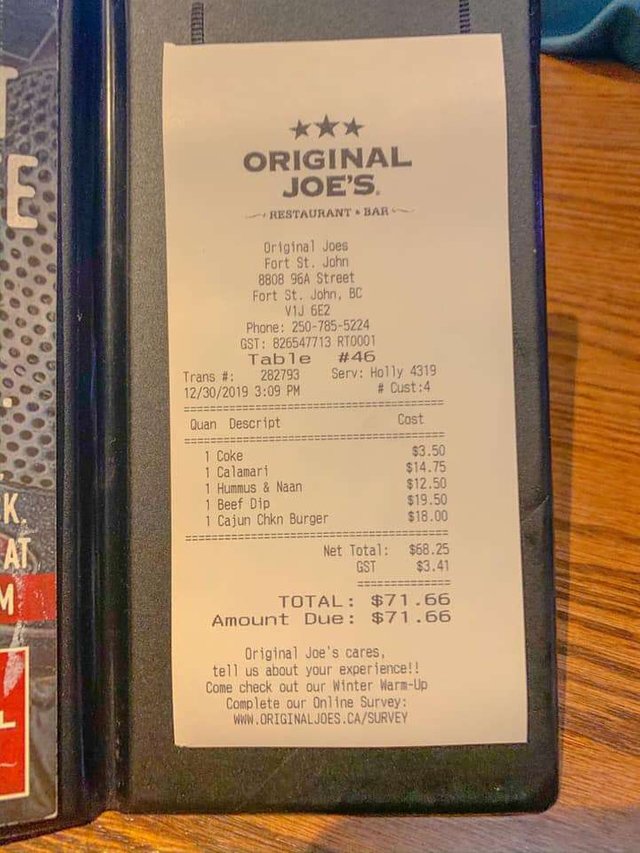 ORIGINAL
JOE'S
RESTAURANT • BAR
Original Joes
Fort St. John
8808 96A Street
Fort St. John, BC
V1J 6E2
Phone: 250-785-5224
GST: 826547713 RT0001
Table #46
Trans #: 282793 Serv: Holly 4319
12/30/2019 3:09 PM # Cust:4
Quan Descript Cost
1 Coke $3.50
1 Calamari $14.75
1 Hummus & Naan $12.50
1 Beef Dip $19.50
1 Cajun Chkn Burger $18.00
Net Total: $68.25
GST $3.41
TOTAL: $71.66
Amount Due: $71.66
Original Joe's cares,
tell us about your experience!!
Come check out our Winter Warm-Up
Complete our Online Survey:
WWW.ORIGINALJOES.CA/SURVEY
E
K.
AT
M
L